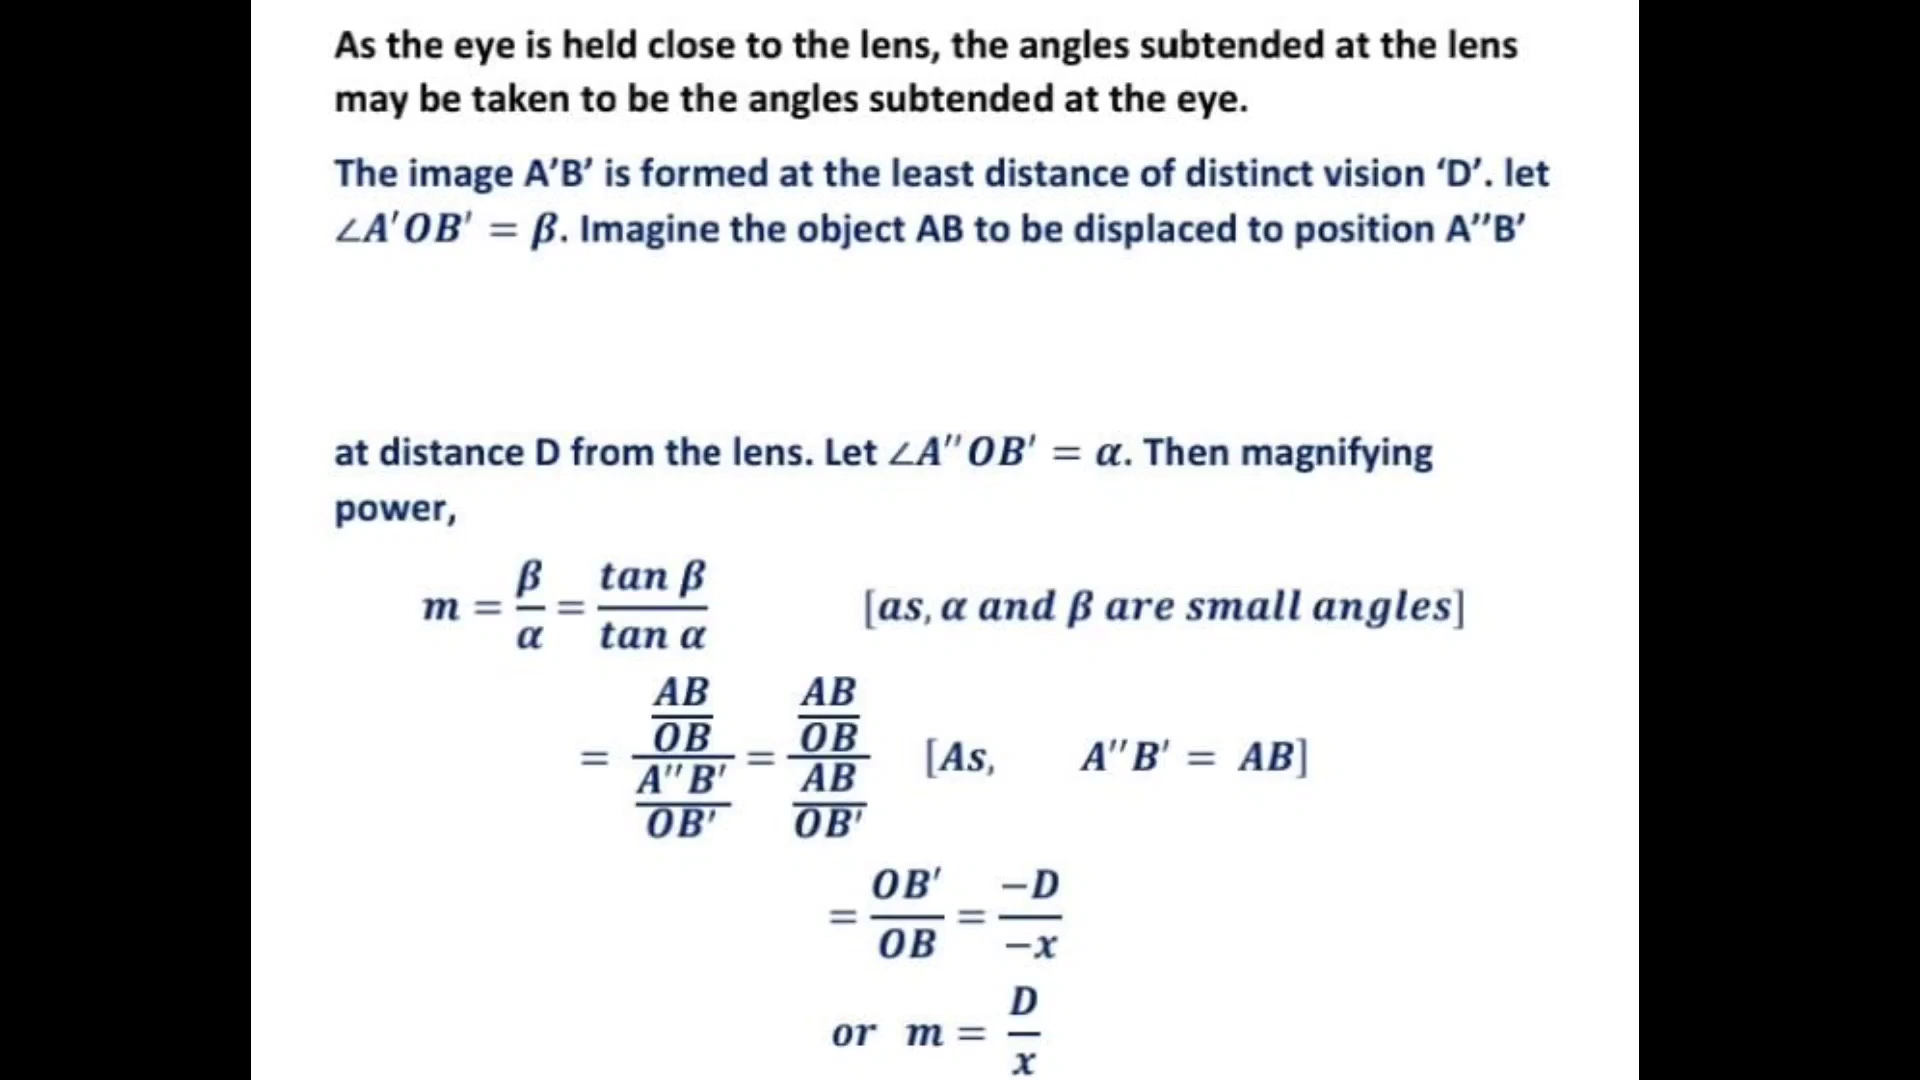 As the eye is held close to the lens, the angles subtended at the lens
may be taken to be the angles subtended at the eye.
The image A’B’ is formed at the least distance of distinct vision ‘D’. let
∠A′OB′ = β. Imagine the object AB to be displaced to position A’’B’
at distance D from the lens. Let ∠A′′OB′ = α. Then magnifying
power,
m = β/α = tan β/tan α [as, α and β are small angles]
= (AB/OB)/(A′′B′/OB′) = (AB/OB)/(AB/OB′) [As, A′′B′ = AB]
= OB′/OB = −D/−x
or m = D/x